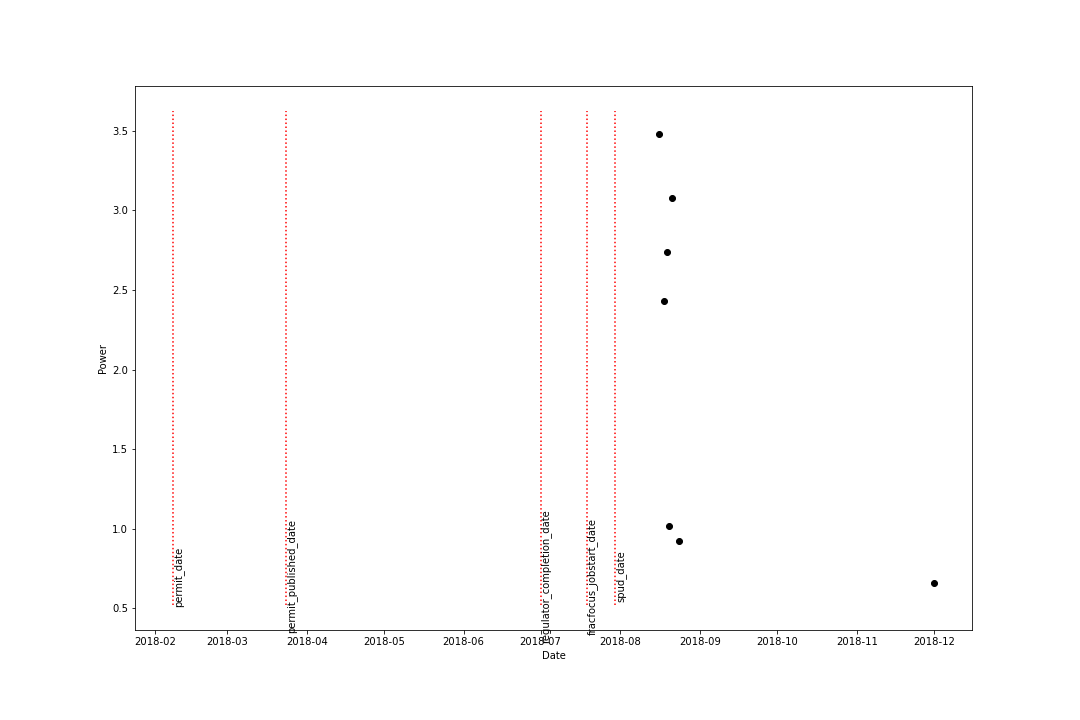 3.5
3.0
2.5
2.0
1.5
1.0
0.5
Power
permit_date
permit_published_date
regulator_completion_date
fracfocus_jobstart_date
spud_date
2018-02 2018-03 2018-04 2018-05 2018-06 2018-07 2018-08 2018-09 2018-10 2018-11 2018-12
Date